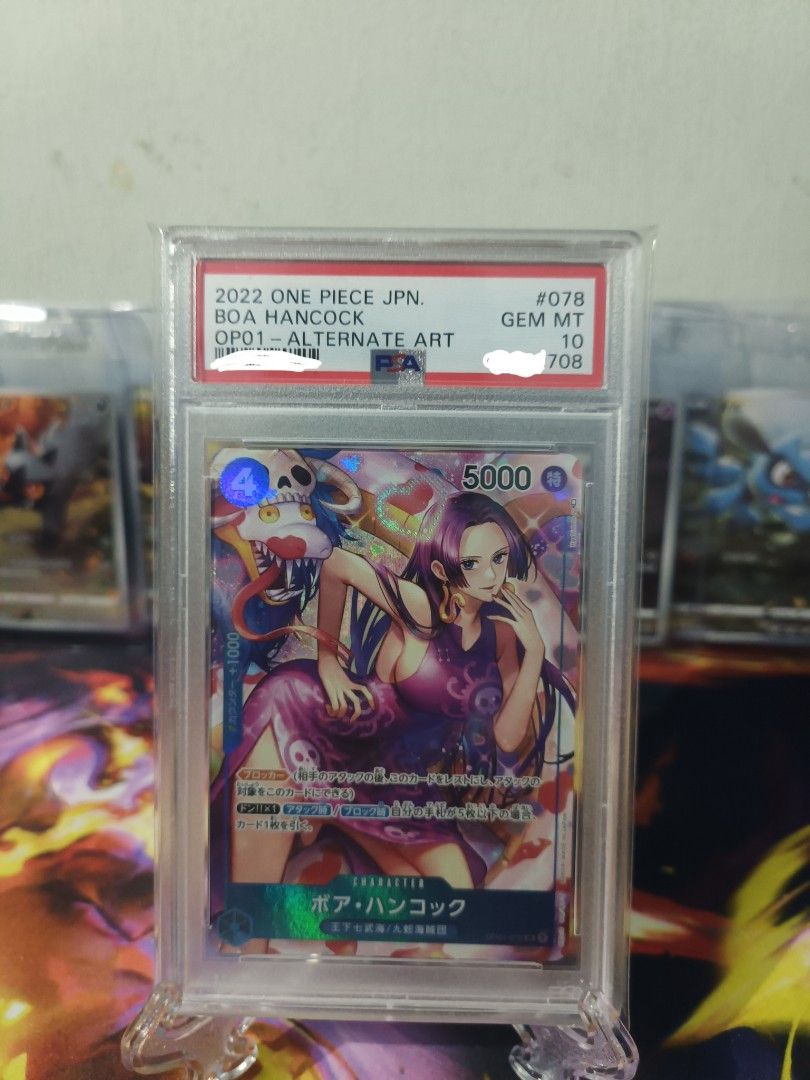 2022 ONE PIECE JPN. #078
BOA HANCOCK GEM MT
OP01 – ALTERNATE ART 10
PSA 708
4 5000 特
カウンター +1000
ブロッカー (相手のアタックの後、このカードをレストにし、アタックの
対象をこのカードにできる)
ドン!!×1 アタック時 / ブロック時 自分の手札が5枚以下の場合、
カード1枚を引く。
CHARACTER
ボア・ハンコック
王下七武海/九蛇海賊団